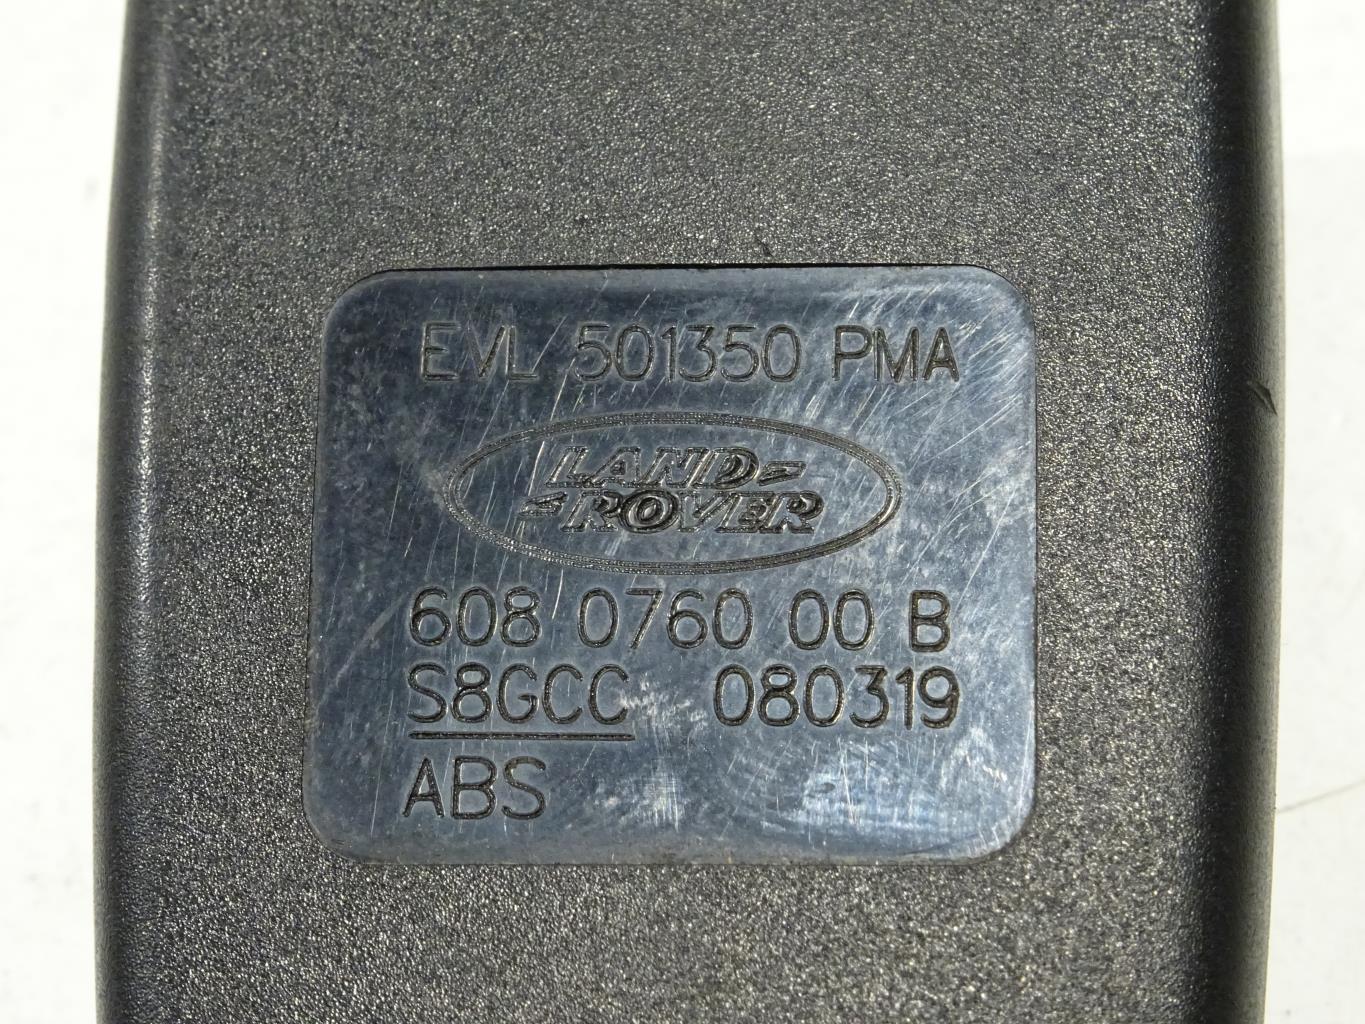 EVL 501350 PMA
LAND
ROVER
608 0760 00 B
S8GCC 080319
ABS